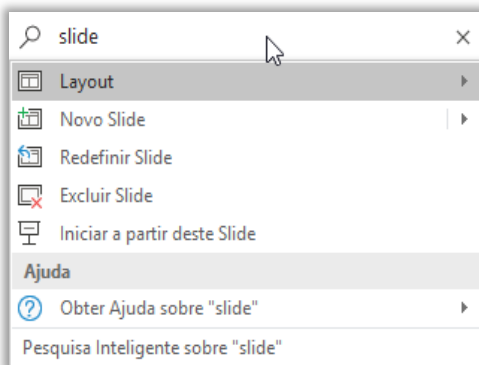 slide
Layout
Novo Slide
Redefinir Slide
Excluir Slide
Iniciar a partir deste Slide
Ajuda
Obter Ajuda sobre "slide"
Pesquisa Inteligente sobre "slide"